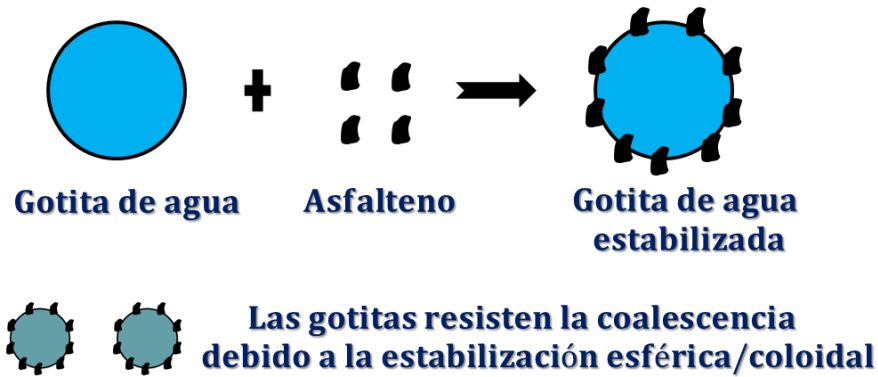 Gotita de agua
Asfalteno
Gotita de agua
estabilizada
Las gotitas resisten la coalescencia
debido a la estabilización esférica/coloidal